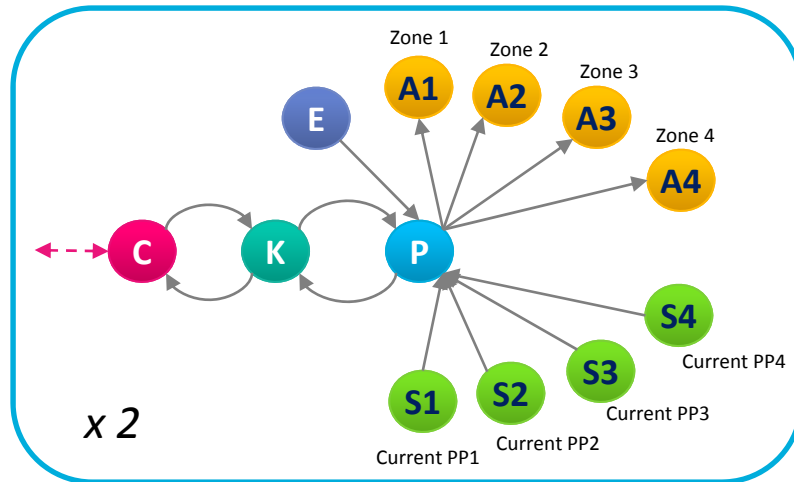 Zone 1
Zone 2
Zone 3
Zone 4
A1
A2
A3
A4
E
C
K
P
S4
S3
S2
S1
Current PP4
Current PP3
Current PP2
Current PP1
x 2